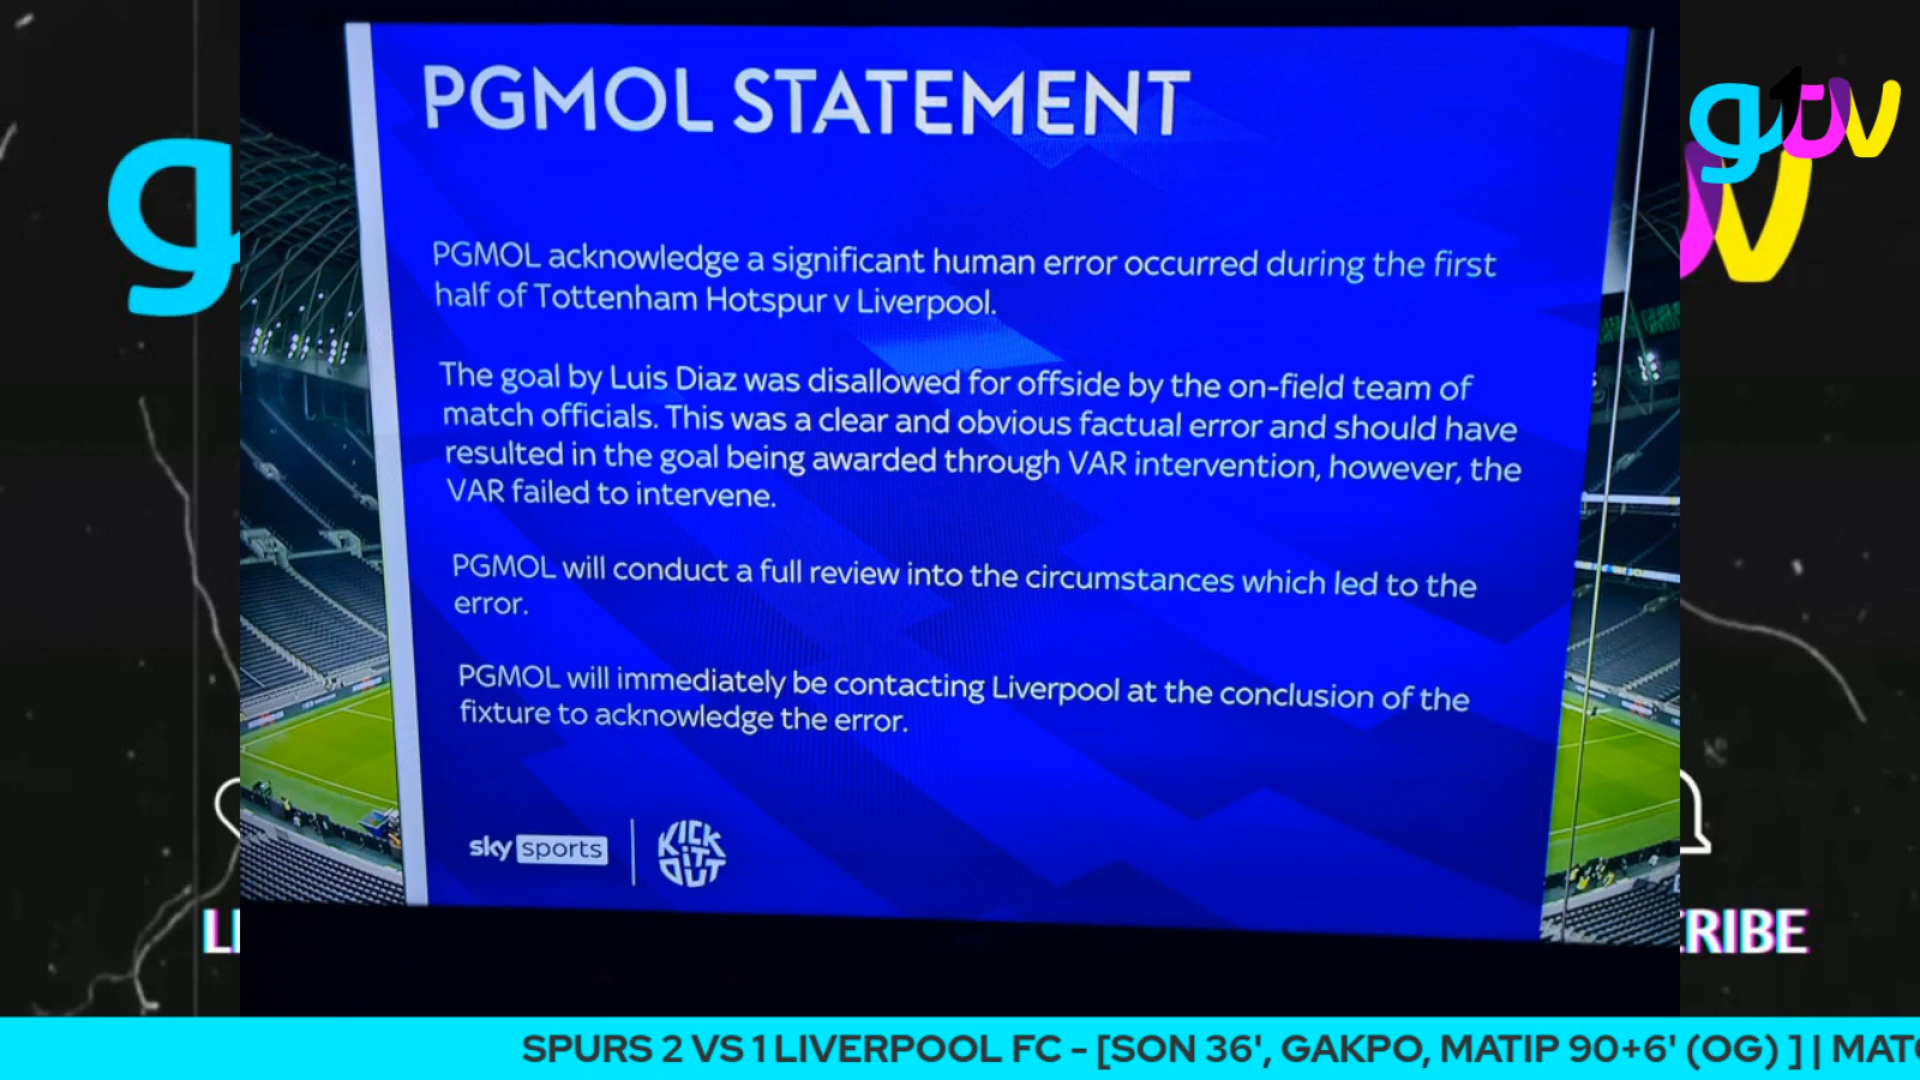 PGMOL STATEMENT
gtv
g
v
PGMOL acknowledge a significant human error occurred during the first
half of Tottenham Hotspur v Liverpool.
The goal by Luis Diaz was disallowed for offside by the on-field team of
match officials. This was a clear and obvious factual error and should have
resulted in the goal being awarded through VAR intervention, however, the
VAR failed to intervene.
PGMOL will conduct a full review into the circumstances which led to the
error.
PGMOL will immediately be contacting Liverpool at the conclusion of the
fixture to acknowledge the error.
sky sports
KICK
IT
OUT
LI
CRIBE
SPURS 2 VS 1 LIVERPOOL FC - [SON 36', GAKPO, MATIP 90+6' (OG) ] | MATC